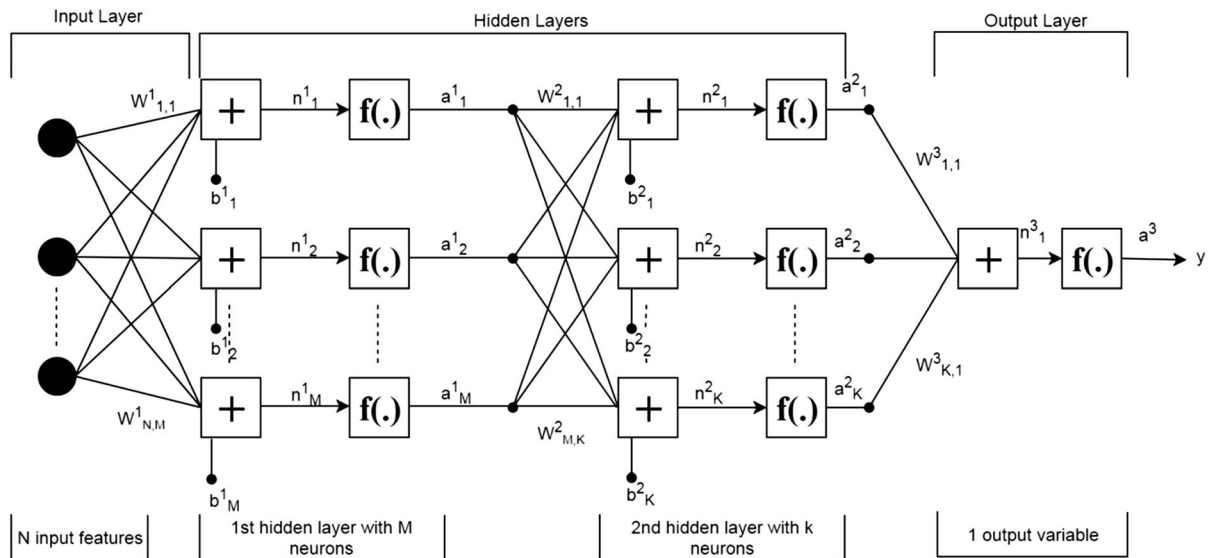 Input Layer
Hidden Layers
Output Layer
W¹₁,₁
+
n¹₁
f(.)
a¹₁
W²₁,₁
+
n²₁
f(.)
a²₁
b¹₁
b²₁
W³₁,₁
+
n¹₂
f(.)
a¹₂
+
n²₂
f(.)
a²₂
+
n³₁
f(.)
a³
y
b¹₂
b²₂
W¹N,M
+
n¹M
f(.)
a¹M
W²M,K
+
n²K
f(.)
a²K
W³K,1
b¹M
b²K
N input features
1st hidden layer with M
neurons
2nd hidden layer with k
neurons
1 output variable